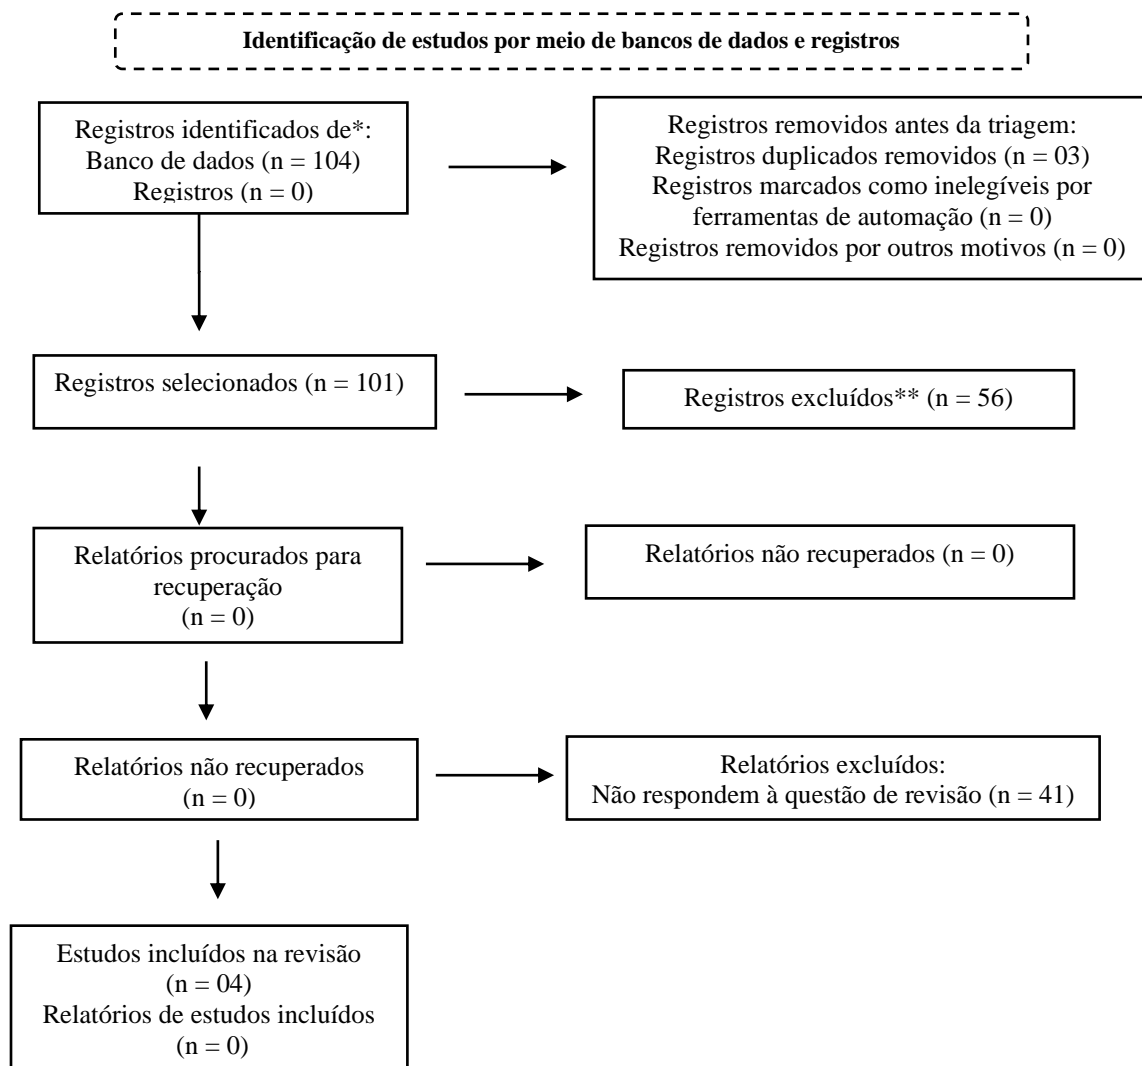 Identificação de estudos por meio de bancos de dados e registros
Registros identificados de*:
Banco de dados (n = 104)
Registros (n = 0)
Registros removidos antes da triagem:
Registros duplicados removidos (n = 03)
Registros marcados como inelegíveis por
ferramentas de automação (n = 0)
Registros removidos por outros motivos (n = 0)
Registros selecionados (n = 101)
Registros excluídos** (n = 56)
Relatórios procurados para
recuperação
(n = 0)
Relatórios não recuperados (n = 0)
Relatórios não recuperados
(n = 0)
Relatórios excluídos:
Não respondem à questão de revisão (n = 41)
Estudos incluídos na revisão
(n = 04)
Relatórios de estudos incluídos
(n = 0)